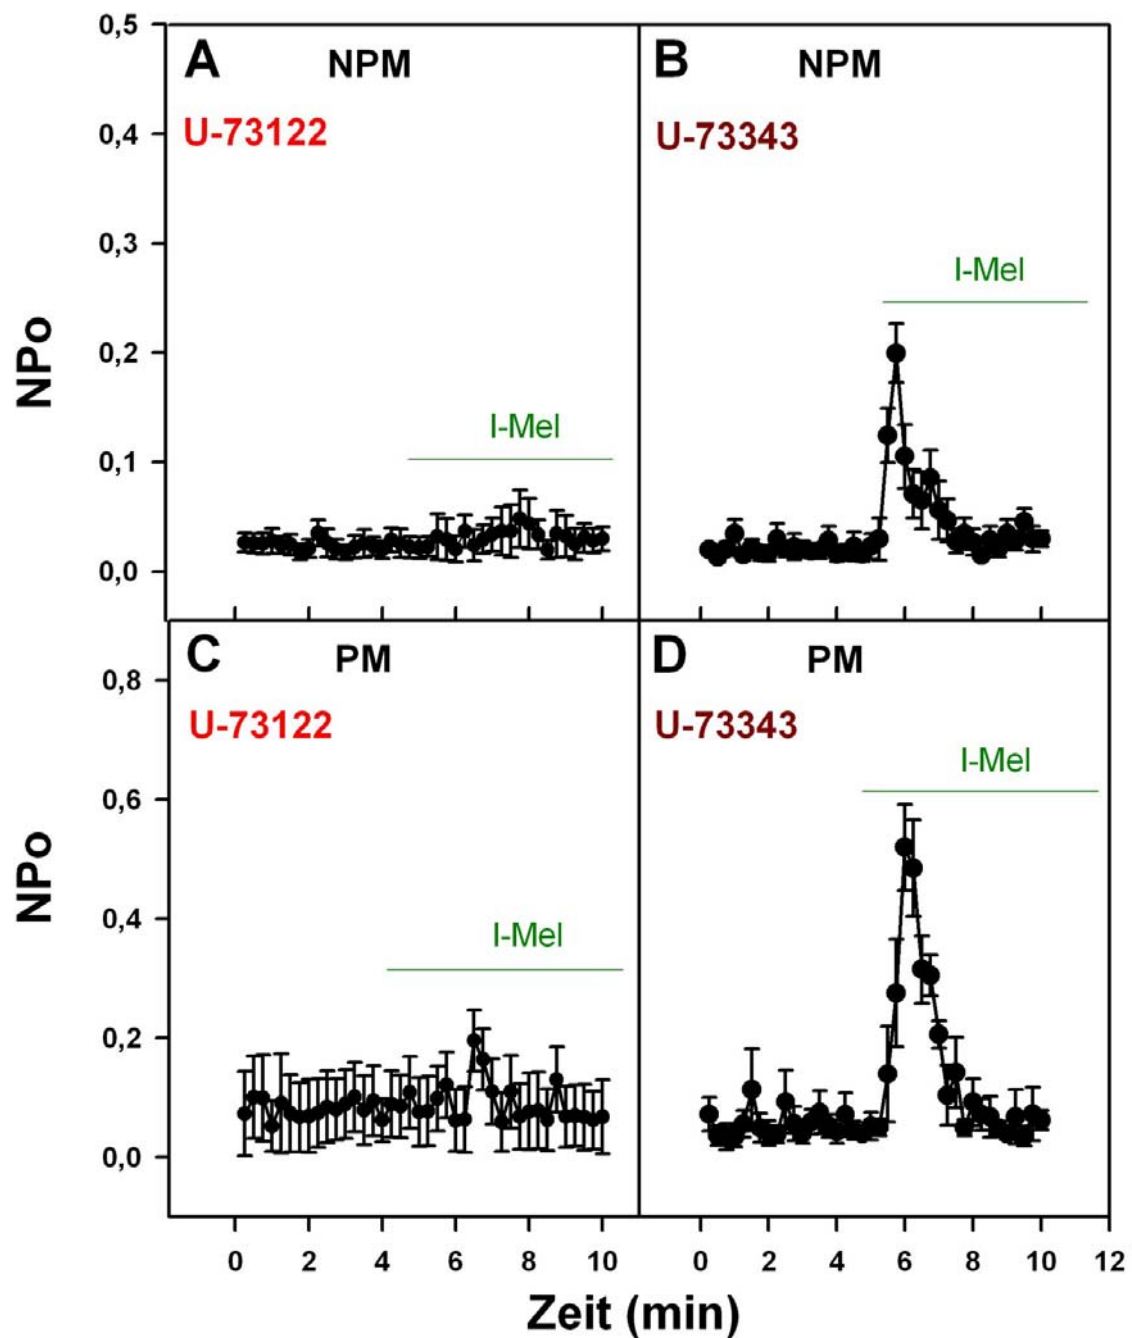 0,5
A NPM
B NPM
U-73122
U-73343
0,4
0,3
I-Mel
0,2
I-Mel
0,1
0,0
NPo
C PM
D PM
0,8
U-73122
U-73343
I-Mel
0,6
0,4
I-Mel
0,2
0,0
NPo
0 2 4 6 8 10
0 2 4 6 8 10 12
Zeit (min)